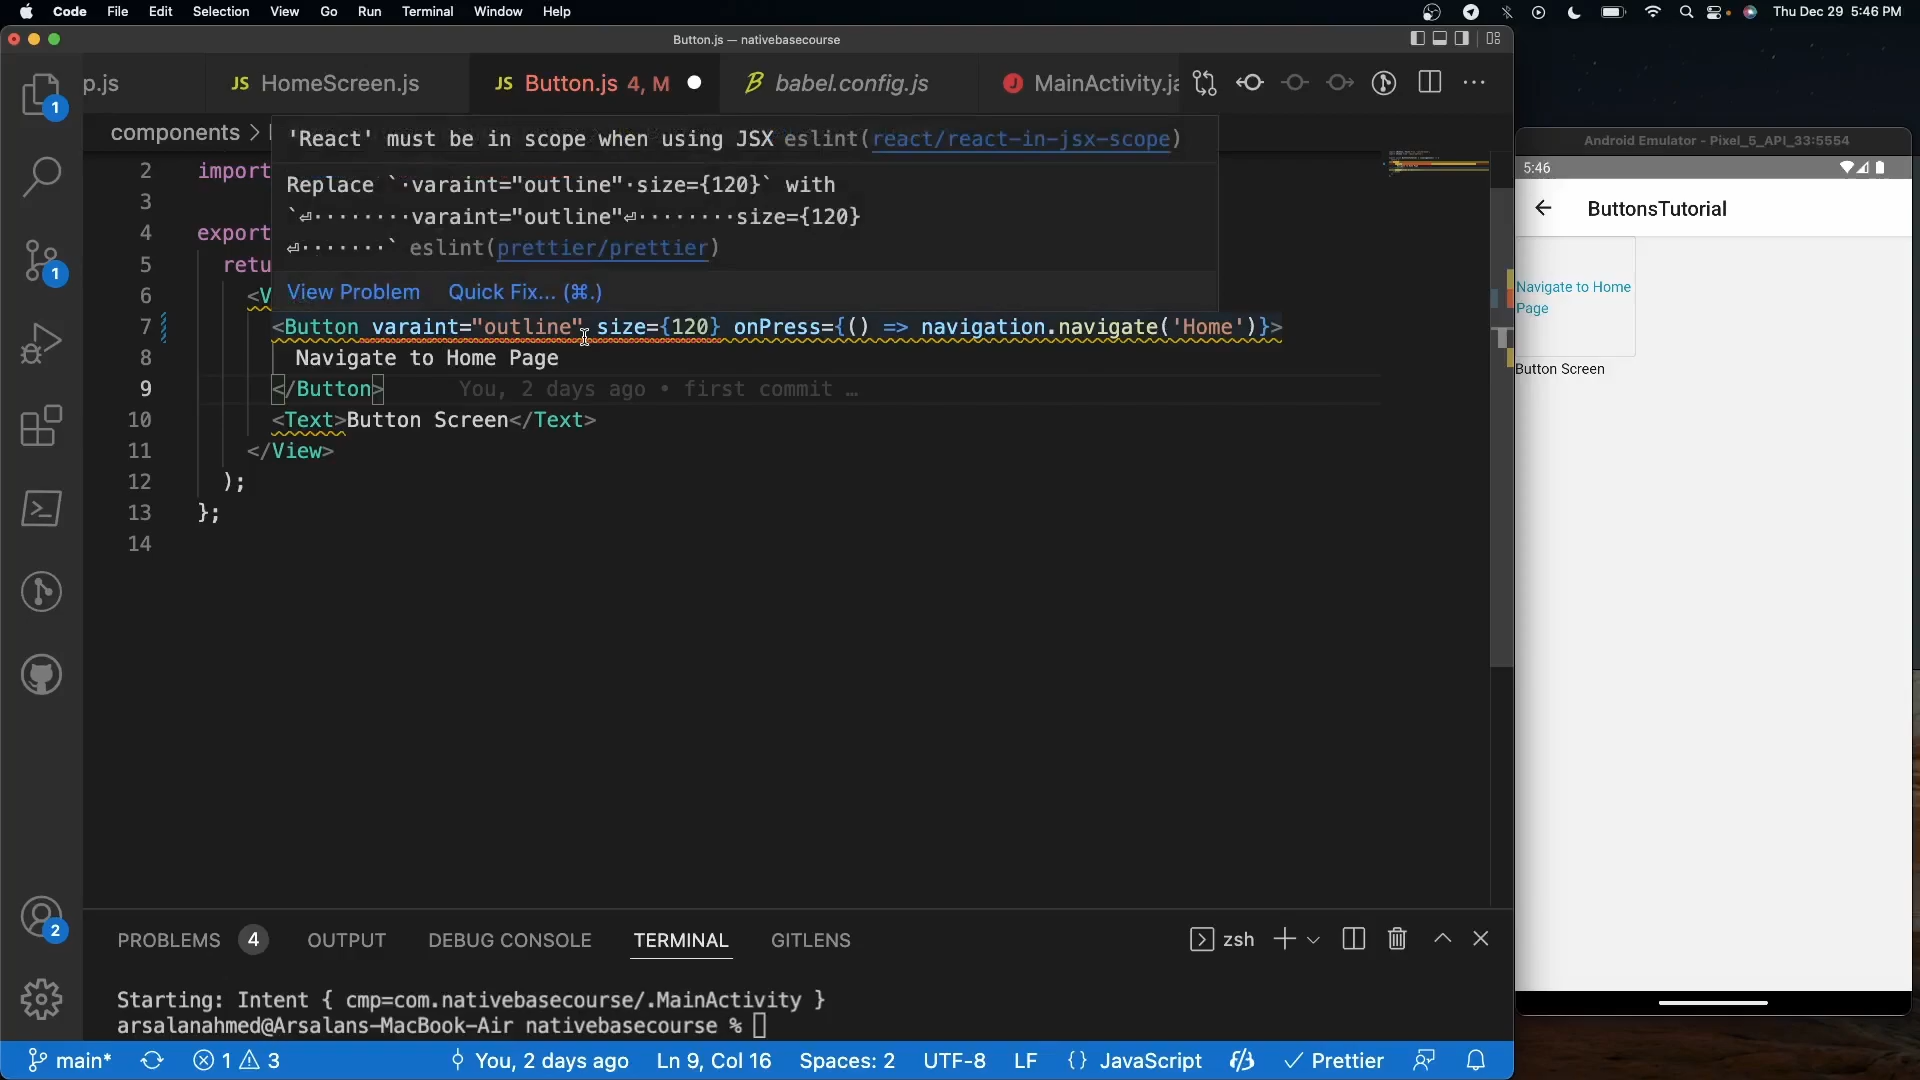 Code File Edit Selection View Go Run Terminal Window Help
Thu Dec 29 5:46 PM
Button.js — nativebasecourse
p.js
JS HomeScreen.js
JS Button.js 4, M
babel.config.js
J MainActivity.ja
components >
'React' must be in scope when using JSX eslint(react/react-in-jsx-scope)
Replace `·varaint="outline"·size={120}` with
`⏎········varaint="outline"⏎········size={120}
⏎·······` eslint(prettier/prettier)
View Problem Quick Fix... (⌘.)
2 import
3
4 export
5 retu
6 <V
7 <Button varaint="outline" size={120} onPress={() => navigation.navigate('Home')}>
8 Navigate to Home Page
9 </Button> You, 2 days ago • first commit …
10 <Text>Button Screen</Text>
11 </View>
12 );
13 };
14
1
1
2
PROBLEMS 4 OUTPUT DEBUG CONSOLE TERMINAL GITLENS
zsh
Starting: Intent { cmp=com.nativebasecourse/.MainActivity }
arsalanahmed@Arsalans-MacBook-Air nativebasecourse %
main* 1 3 You, 2 days ago Ln 9, Col 16 Spaces: 2 UTF-8 LF {} JavaScript Prettier
Android Emulator - Pixel_5_API_33:5554
5:46
ButtonsTutorial
Navigate to Home
Page
Button Screen